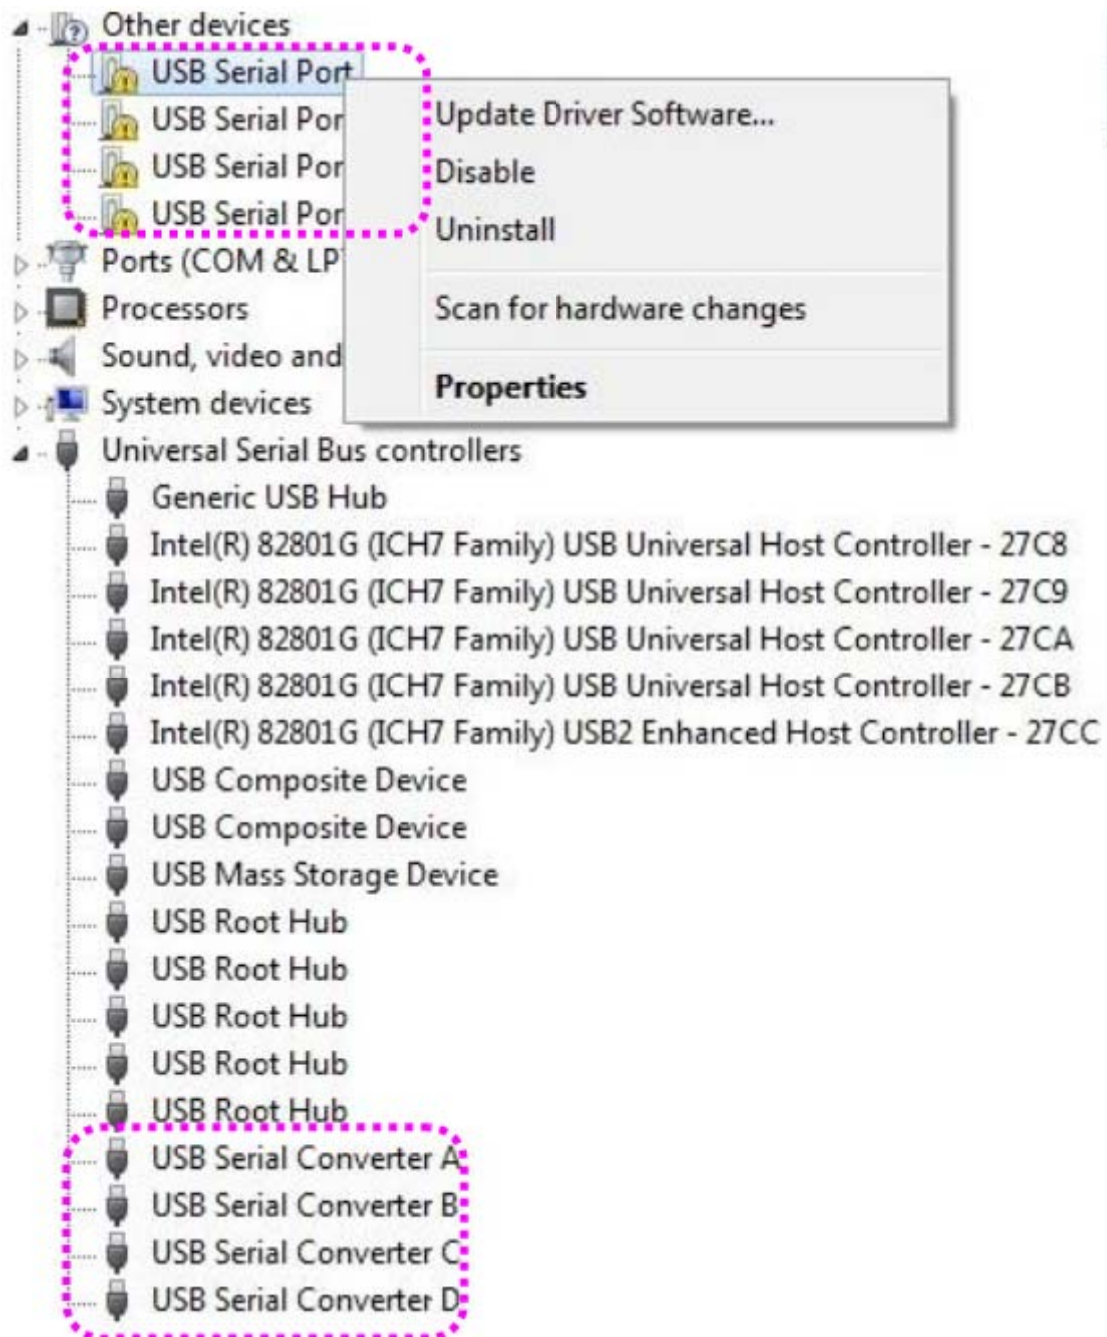 Other devices
USB Serial Port
USB Serial Por
USB Serial Por
USB Serial Por
Update Driver Software...
Disable
Uninstall
Scan for hardware changes
Properties
Ports (COM & LP
Processors
Sound, video and
System devices
Universal Serial Bus controllers
Generic USB Hub
Intel(R) 82801G (ICH7 Family) USB Universal Host Controller - 27C8
Intel(R) 82801G (ICH7 Family) USB Universal Host Controller - 27C9
Intel(R) 82801G (ICH7 Family) USB Universal Host Controller - 27CA
Intel(R) 82801G (ICH7 Family) USB Universal Host Controller - 27CB
Intel(R) 82801G (ICH7 Family) USB2 Enhanced Host Controller - 27CC
USB Composite Device
USB Composite Device
USB Mass Storage Device
USB Root Hub
USB Root Hub
USB Root Hub
USB Root Hub
USB Root Hub
USB Serial Converter A
USB Serial Converter B
USB Serial Converter C
USB Serial Converter D